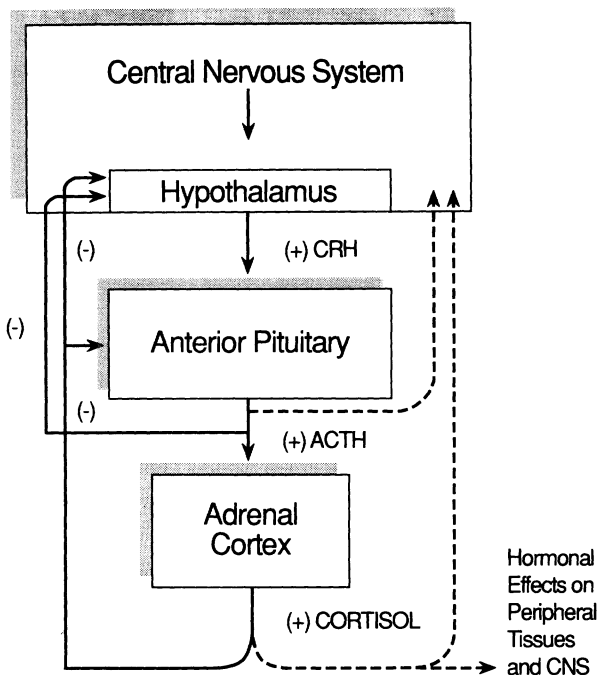 Central Nervous System
Hypothalamus
(-)
(+) CRH
(-)
Anterior Pituitary
(-)
(+) ACTH
Adrenal
Cortex
(+) CORTISOL
Hormonal
Effects on
Peripheral
Tissues
and CNS